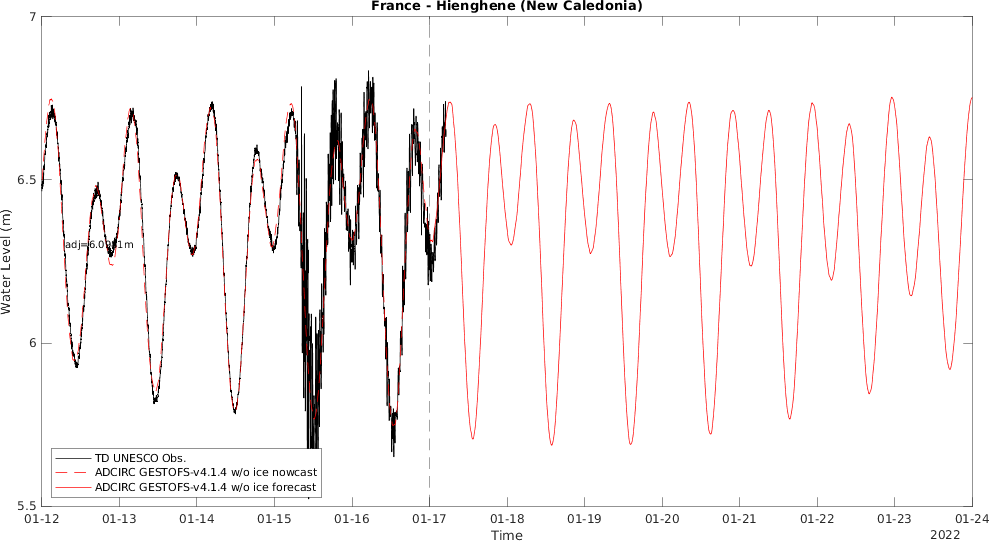 France - Hienghene (New Caledonia)
7
6.5
6
5.5
Water Level (m)
TD UNESCO Obs.
ADCIRC GESTOFS-v4.1.4 w/o ice nowcast
ADCIRC GESTOFS-v4.1.4 w/o ice forecast
01-12 01-13 01-14 01-15 01-16 01-17 01-18 01-19 01-20 01-21 01-22 01-23 01-24
Time
2022